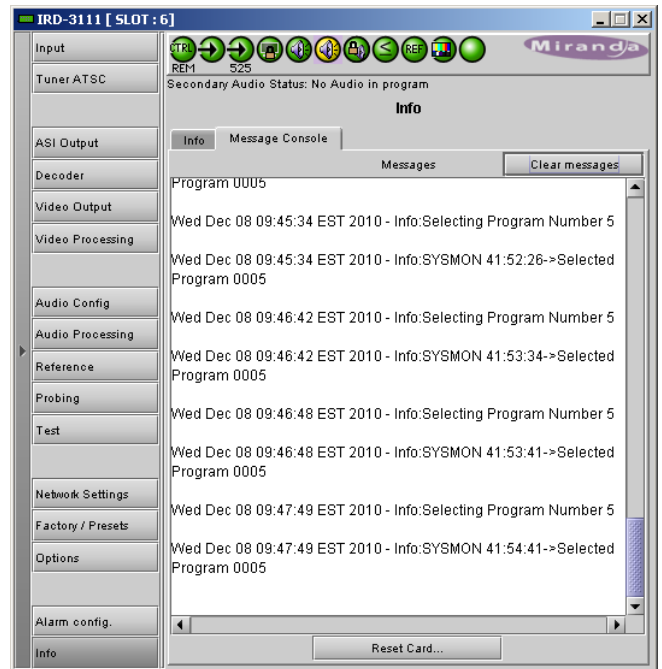 IRD-3111 [ SLOT : 6]
Input
Tuner ATSC
ASI Output
Decoder
Video Output
Video Processing
Audio Config
Audio Processing
Reference
Probing
Test
Network Settings
Factory / Presets
Options
Alarm config.
Info
CTRL
REM
525
REF
Miranda
Secondary Audio Status: No Audio in program
Info
Info
Message Console
Messages
Clear messages
Program 0005
Wed Dec 08 09:45:34 EST 2010 - Info:Selecting Program Number 5
Wed Dec 08 09:45:34 EST 2010 - Info:SYSMON 41:52:26->Selected
Program 0005
Wed Dec 08 09:46:42 EST 2010 - Info:Selecting Program Number 5
Wed Dec 08 09:46:42 EST 2010 - Info:SYSMON 41:53:34->Selected
Program 0005
Wed Dec 08 09:46:48 EST 2010 - Info:Selecting Program Number 5
Wed Dec 08 09:46:48 EST 2010 - Info:SYSMON 41:53:41->Selected
Program 0005
Wed Dec 08 09:47:49 EST 2010 - Info:Selecting Program Number 5
Wed Dec 08 09:47:49 EST 2010 - Info:SYSMON 41:54:41->Selected
Program 0005
Reset Card...